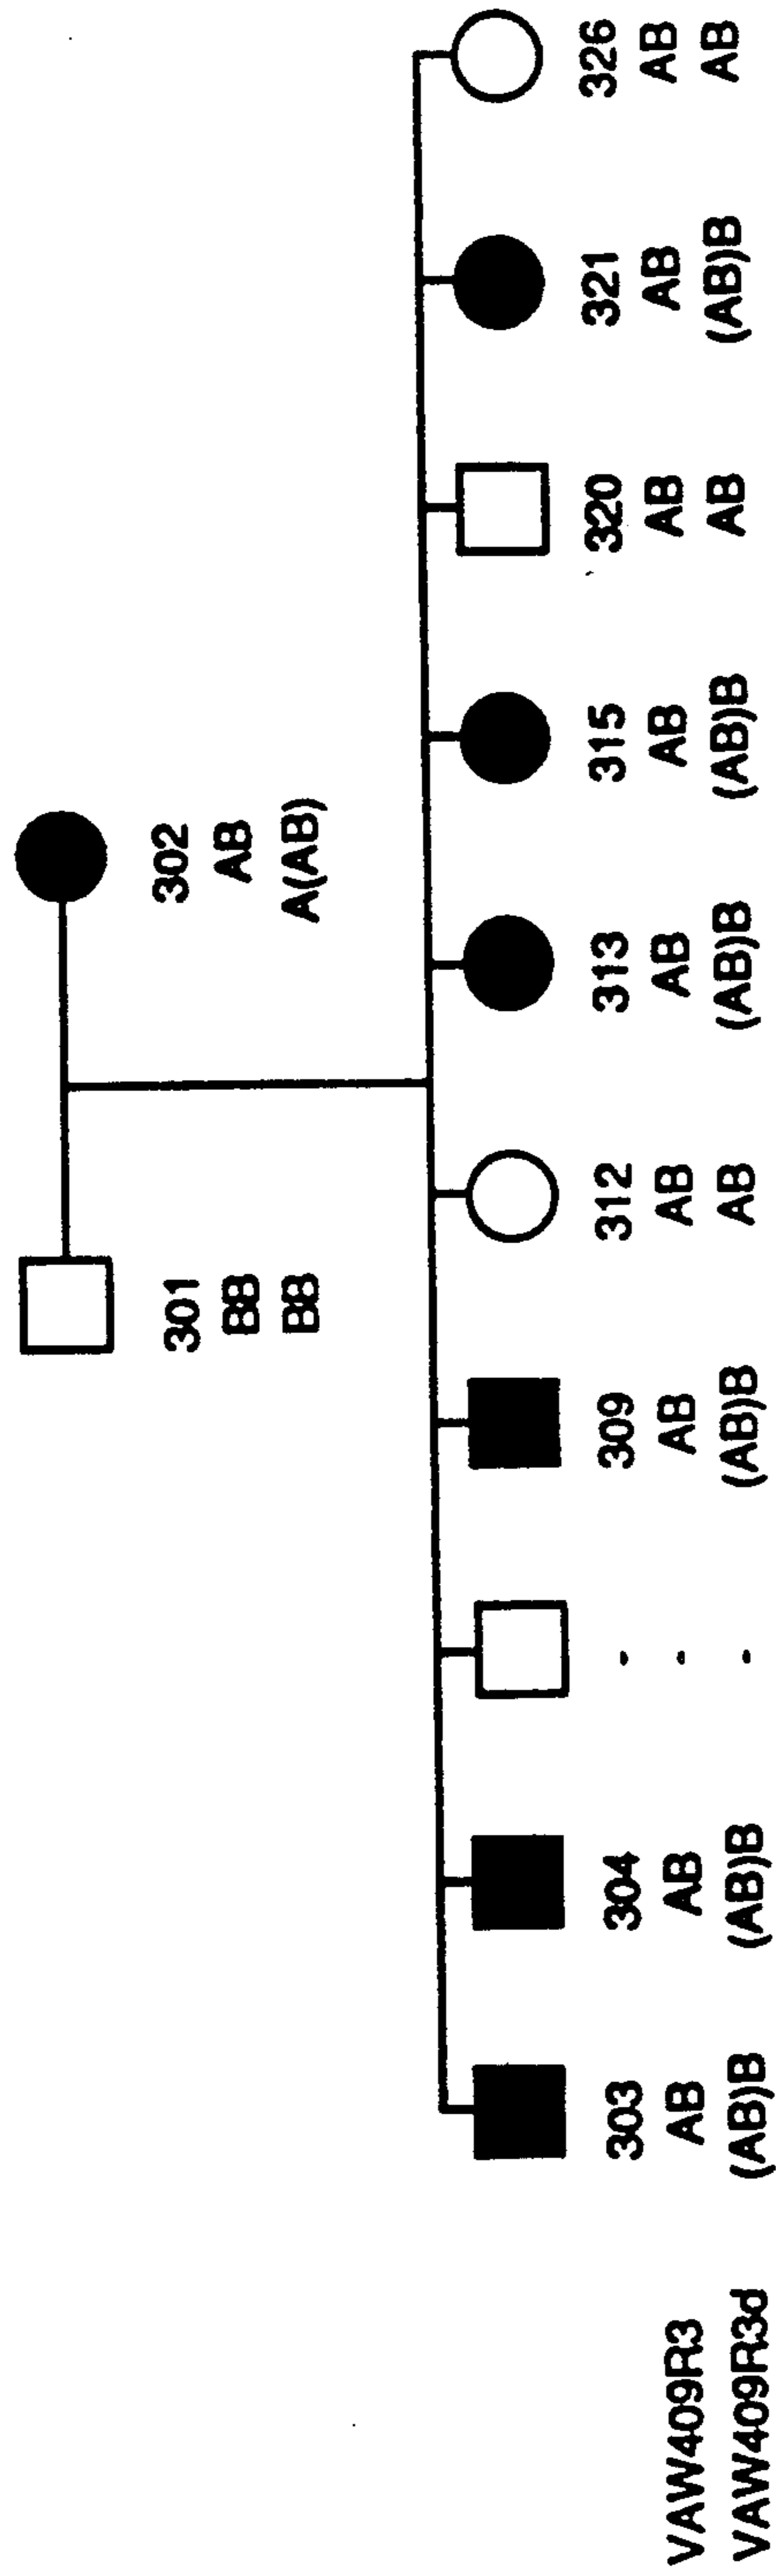 301 302
BB AB
BB A(AB)
303 304 - 309 312 313 315 320 321 326
VAW409R3 AB AB - AB AB AB AB AB AB AB
VAW409R3d (AB)B (AB)B - (AB)B AB (AB)B (AB)B AB (AB)B AB